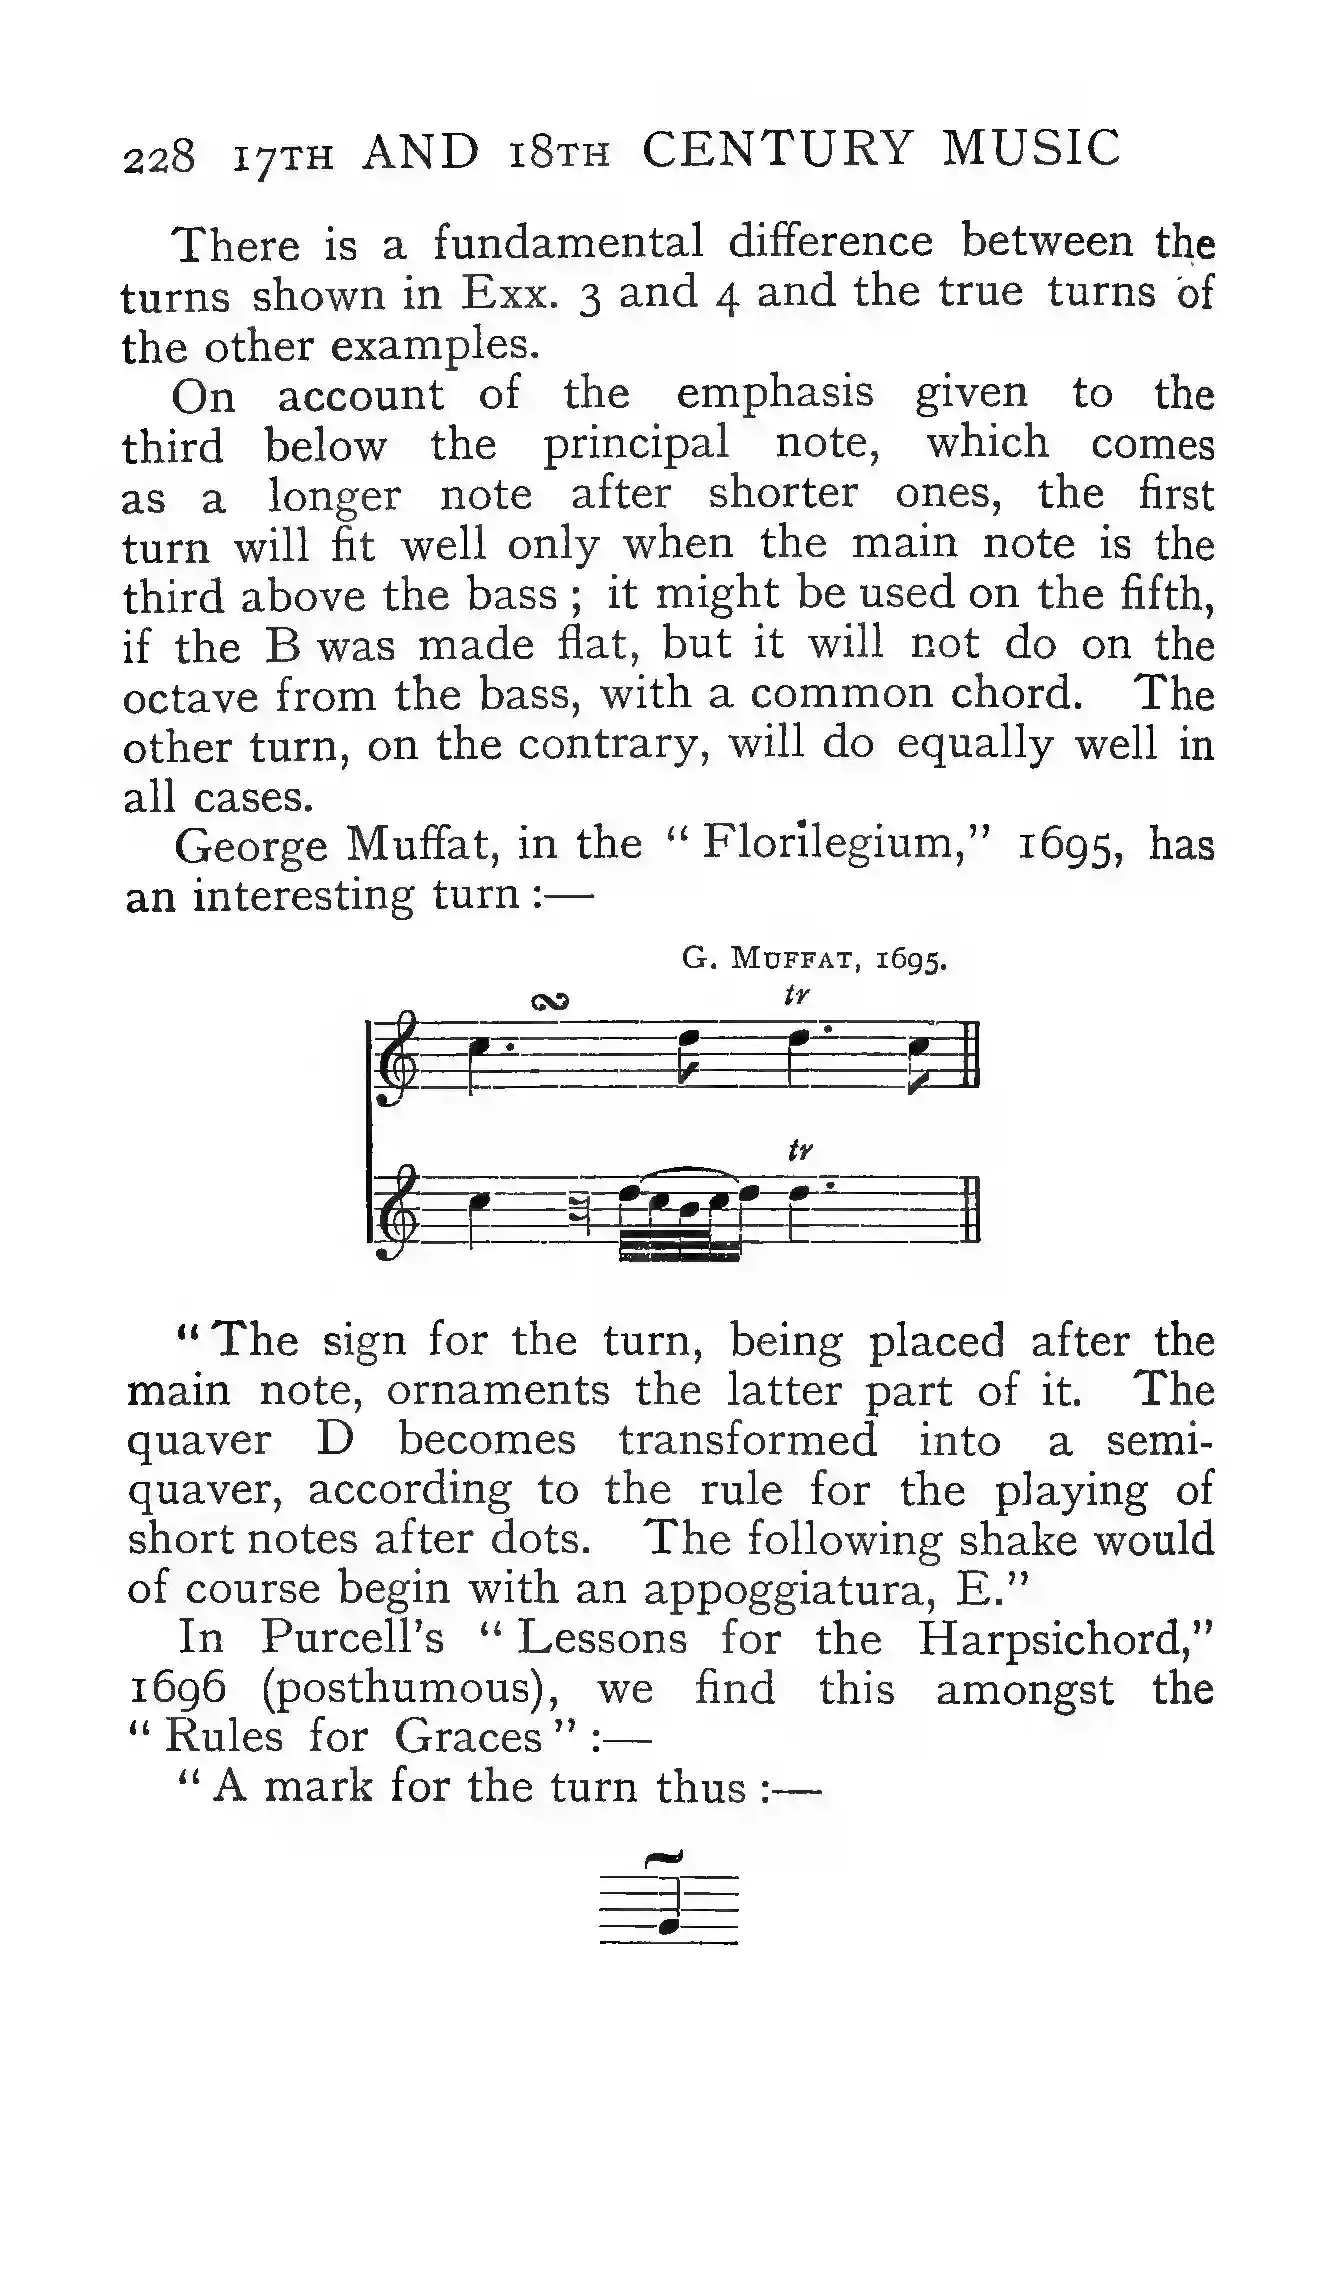 228 17TH AND 18TH CENTURY MUSIC
There is a fundamental difference between the
turns shown in Exx. 3 and 4 and the true turns of
the other examples.
On account of the emphasis given to the
third below the principal note, which comes
as a longer note after shorter ones, the first
turn will fit well only when the main note is the
third above the bass ; it might be used on the fifth,
if the B was made flat, but it will not do on the
octave from the bass, with a common chord. The
other turn, on the contrary, will do equally well in
all cases.
George Muffat, in the “ Florilegium,” 1695, has
an interesting turn :—
G. MUFFAT, 1695.
tr
tr
“ The sign for the turn, being placed after the
main note, ornaments the latter part of it. The
quaver D becomes transformed into a semi-
quaver, according to the rule for the playing of
short notes after dots. The following shake would
of course begin with an appoggiatura, E.”
In Purcell’s “ Lessons for the Harpsichord,”
1696 (posthumous), we find this amongst the
“ Rules for Graces ” :—
“ A mark for the turn thus :—